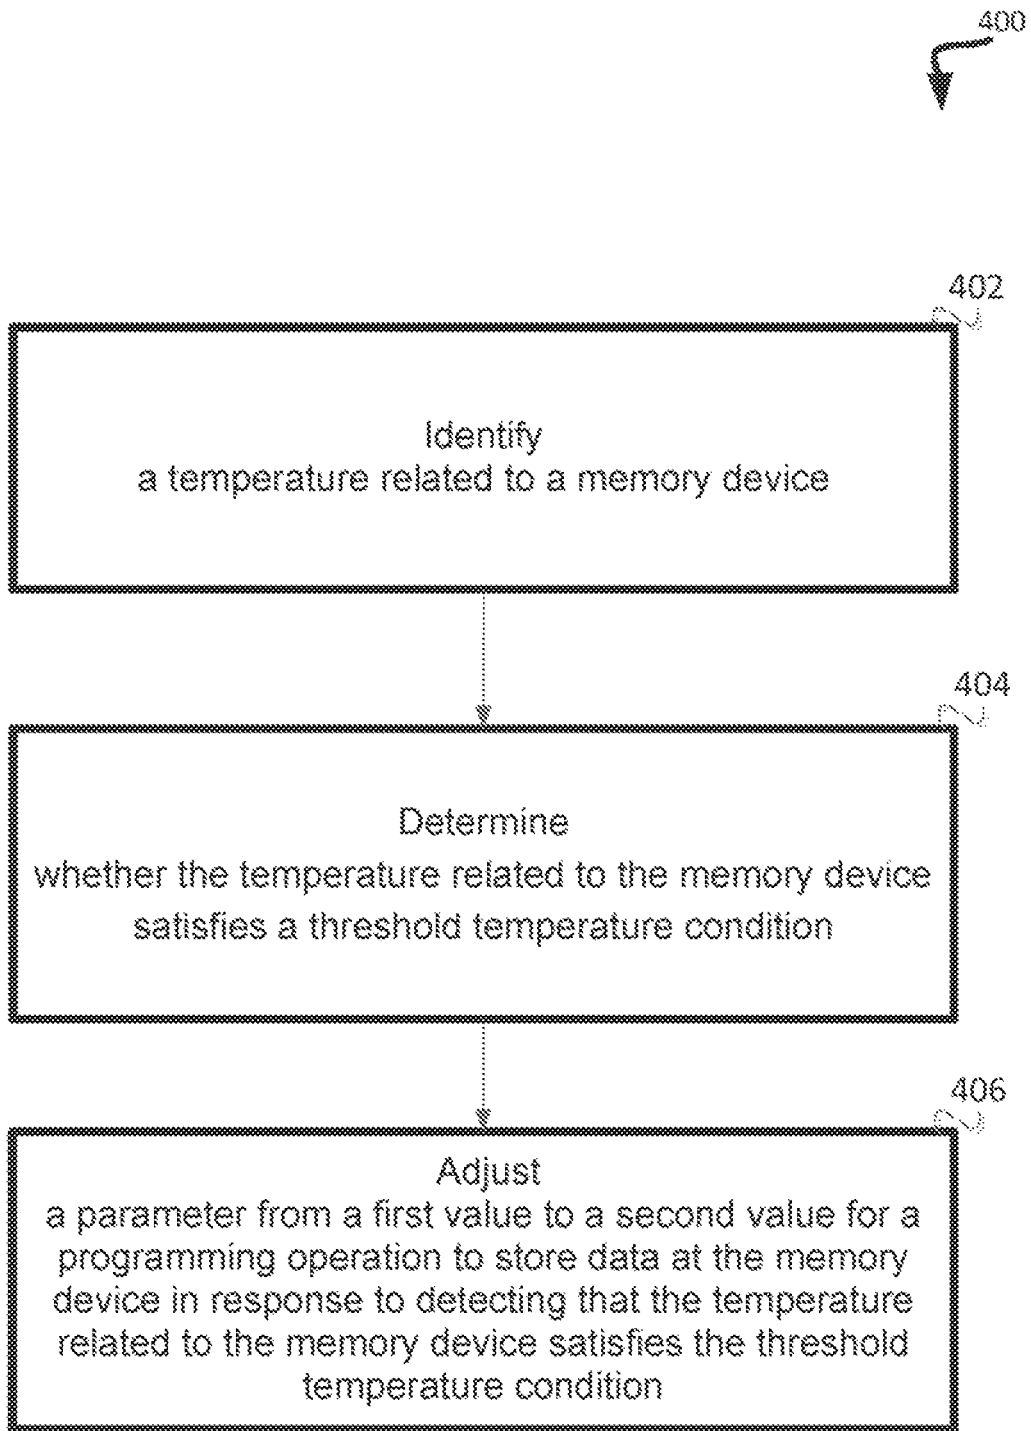 400
402
Identify
a temperature related to a memory device
404
Determine
whether the temperature related to the memory device
satisfies a threshold temperature condition
406
Adjust
a parameter from a first value to a second value for a
programming operation to store data at the memory
device in response to detecting that the temperature
related to the memory device satisfies the threshold
temperature condition